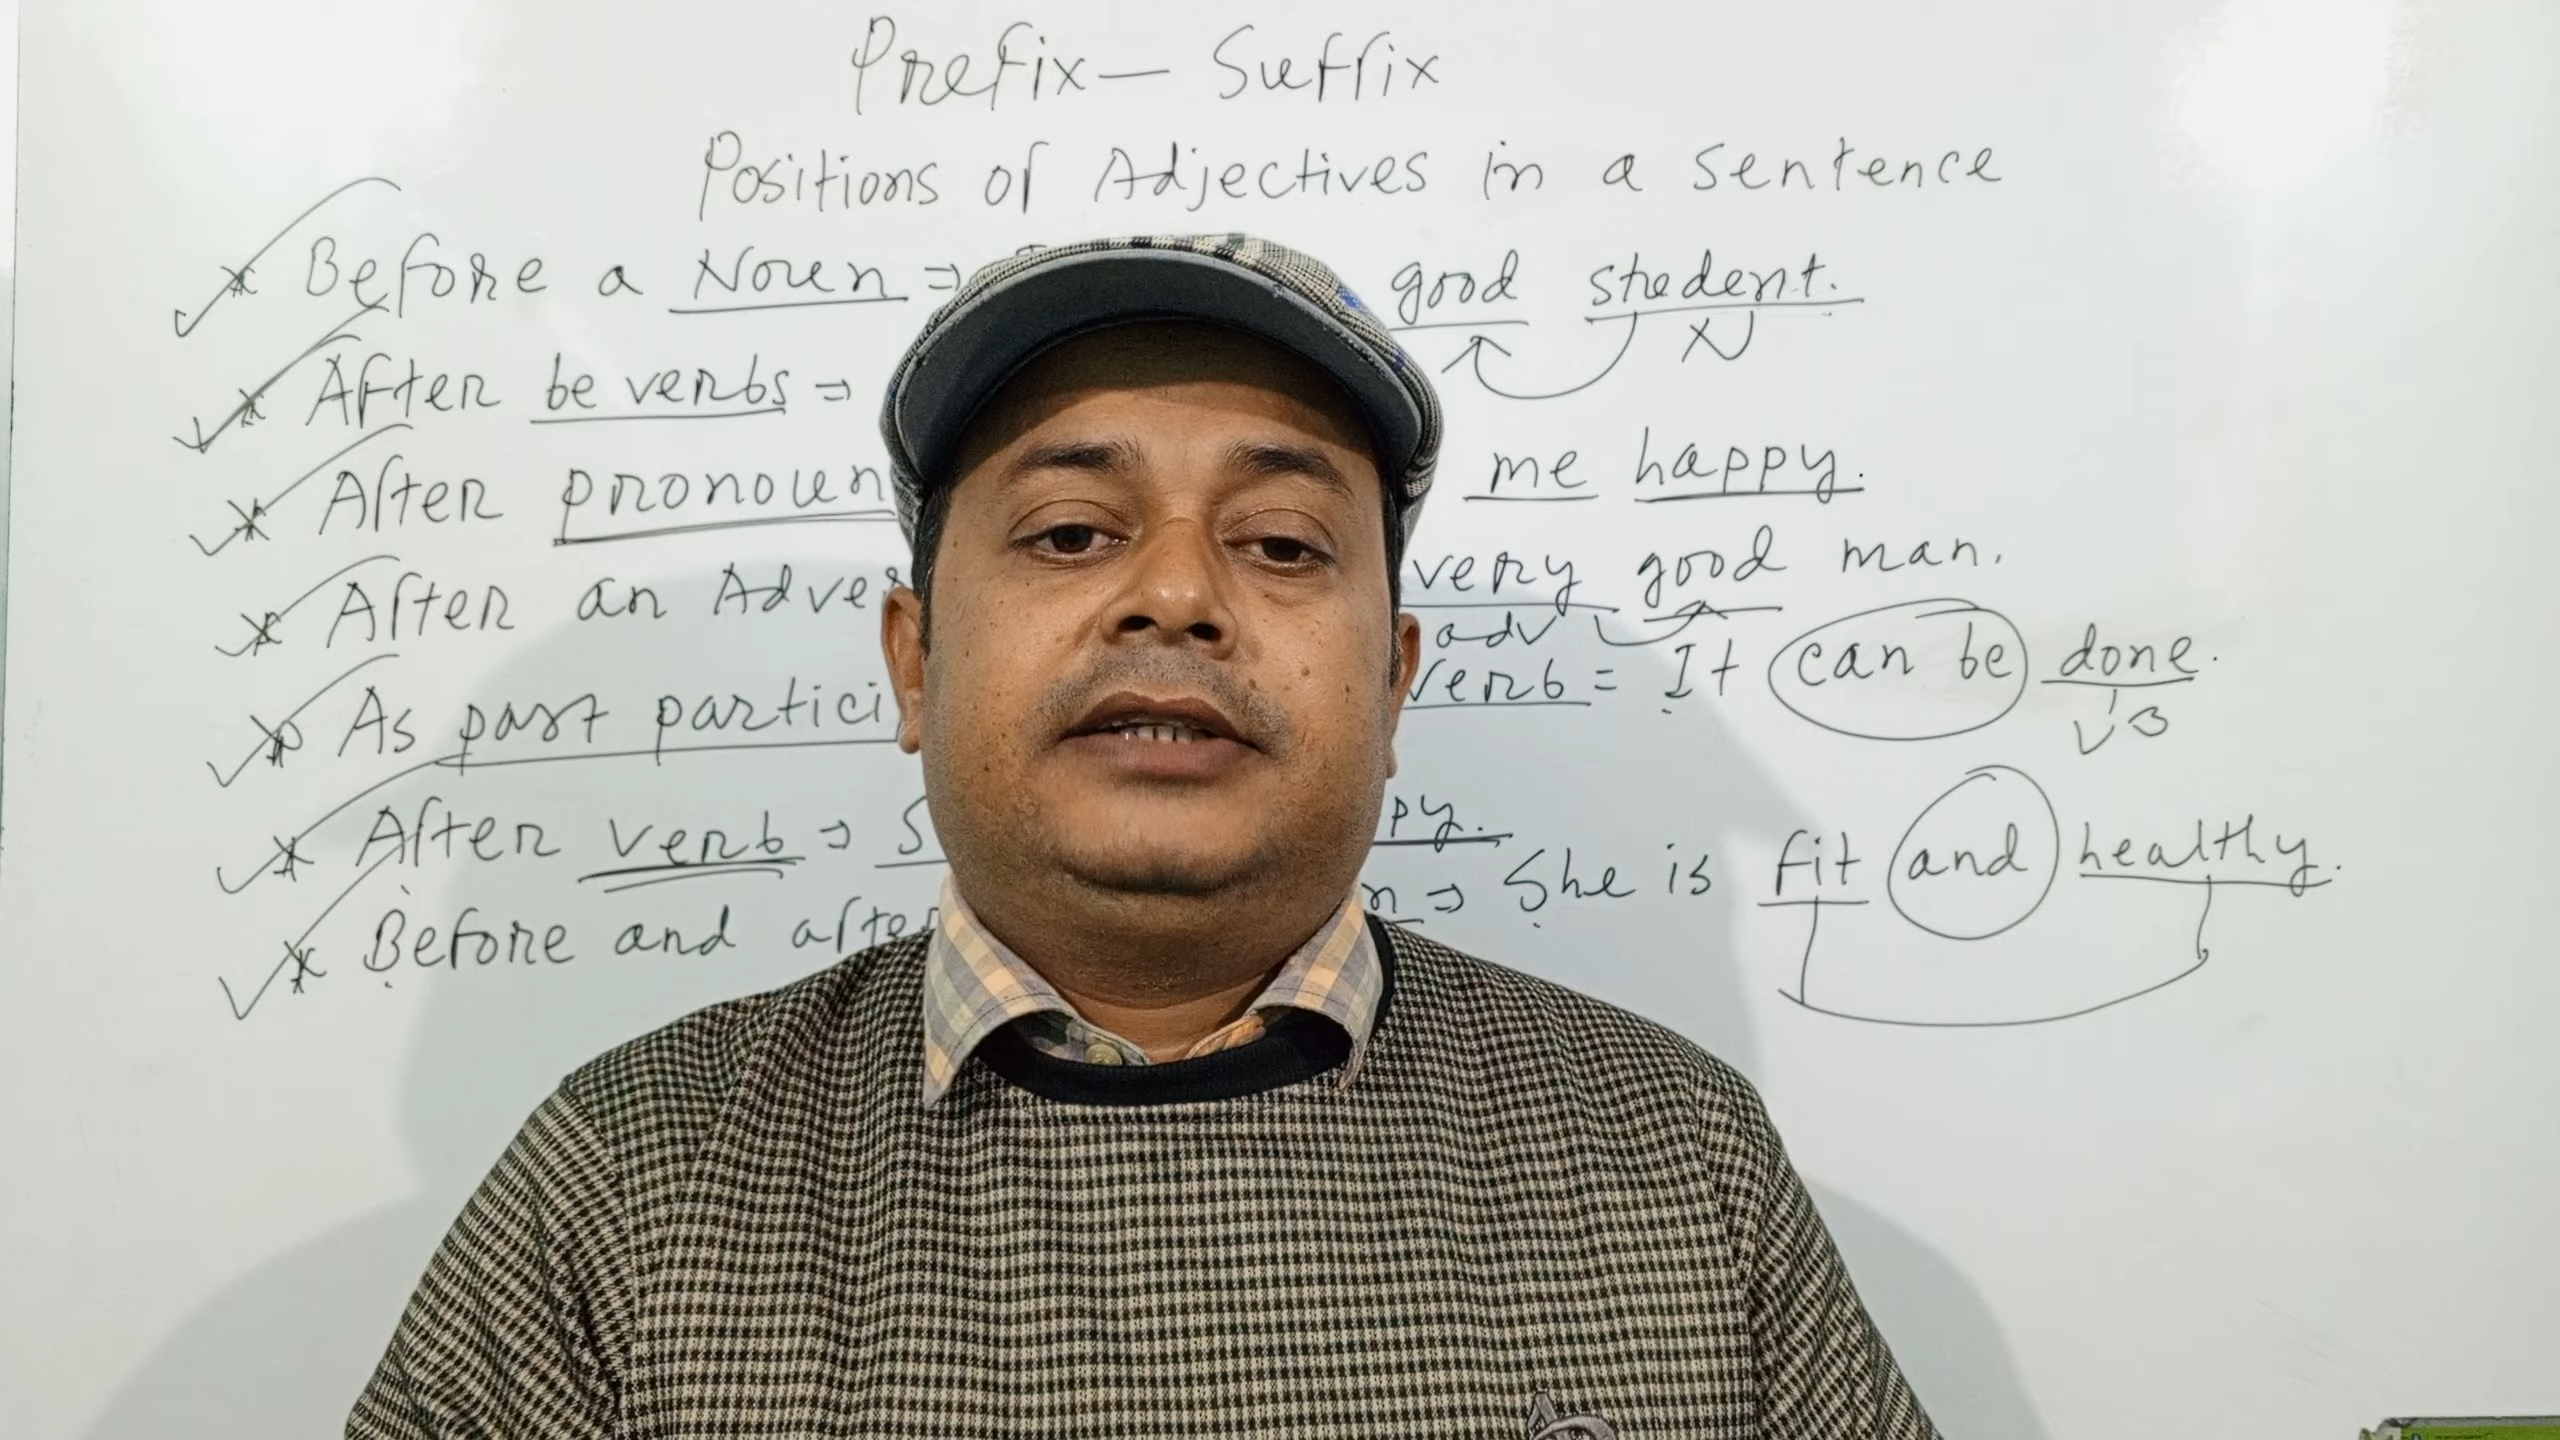 Prefix — Suffix
Positions of Adjectives in a sentence
* Before a Noun ⇒ good student.
N
* After be verbs ⇒
* After pronoun me happy.
* After an very good man.
adv
* As past verb = It can be done.
V3
* After verb ⇒
* Before and after ⇒ She is fit and healthy.